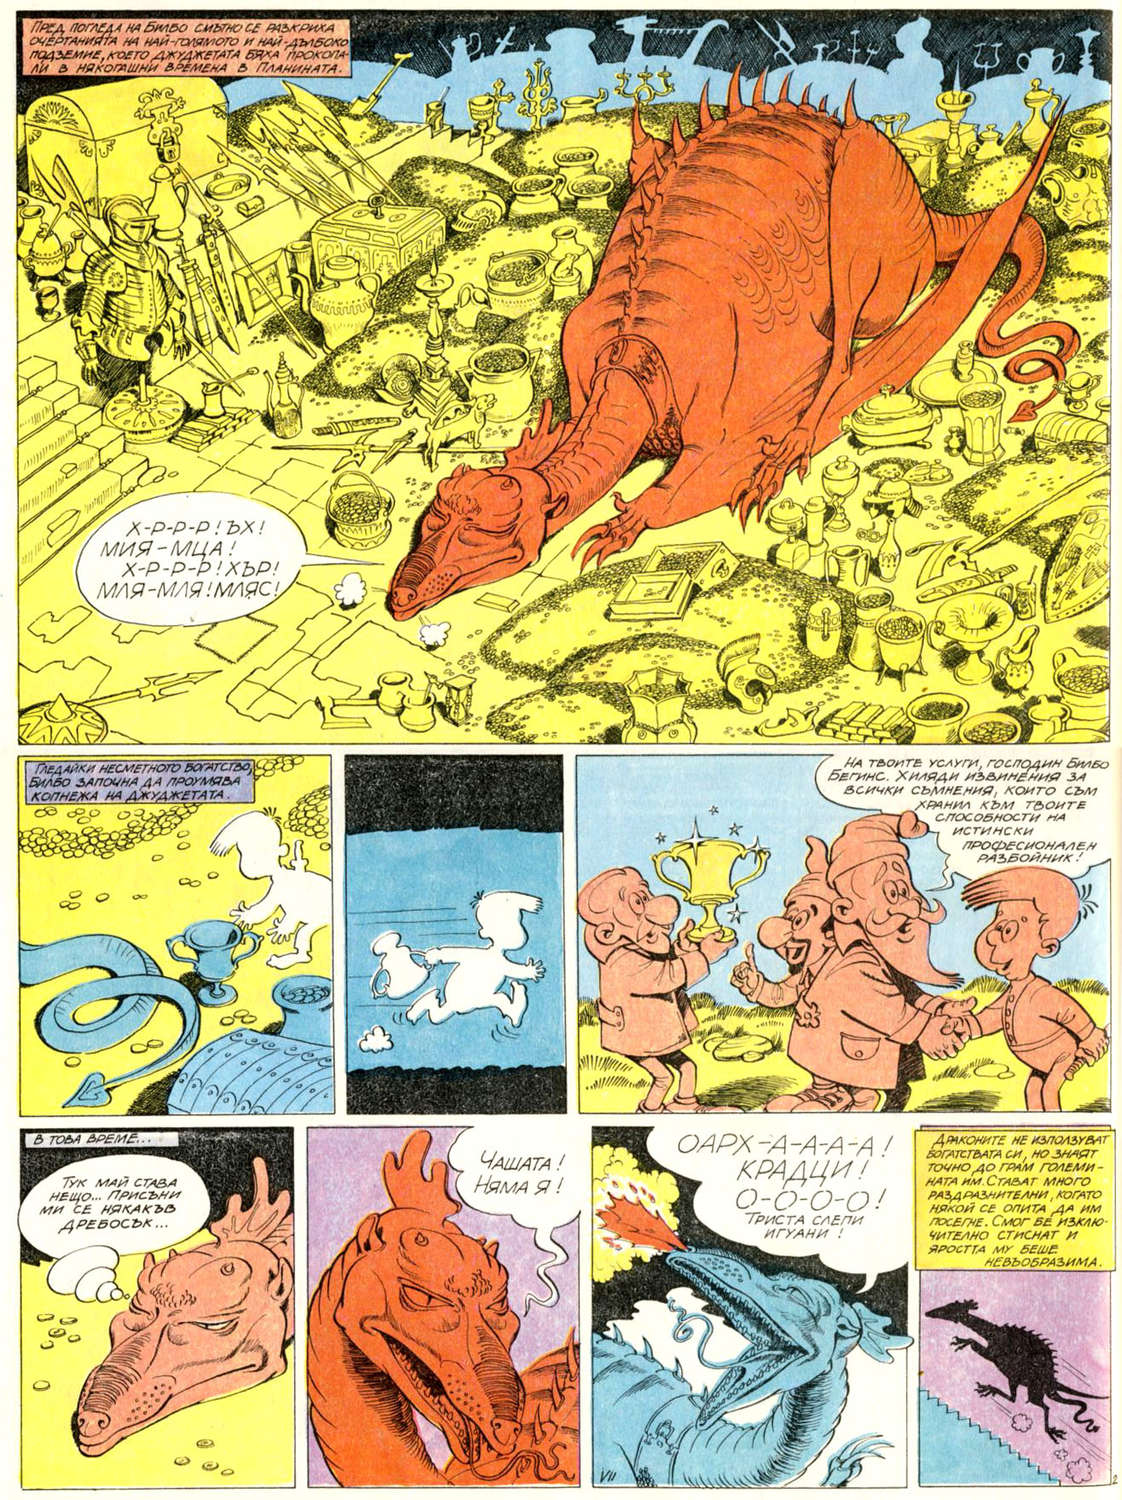 ПРЕД ПОГЛЕДА НА БИЛБО СМЪТНО СЕ РАЗКРИХА
ОЧЕРТАНИЯТА НА НАЙ-ГОЛЯМОТО И НАЙ-ДЪЛБОКО
ПОДЗЕМИЕ, КОЕТО ДЖУДЖЕТАТА БЯХА ПРОКОПА-
ЛИ В НЯКОГАШНИ ВРЕМЕНА В ПЛАНИНАТА.
Х-Р-Р-Р! ЪХ!
МИЯ-МЦА!
Х-Р-Р-Р! ХЪР!
МЛЯ-МЛЯ! МЛЯС!
ГЛЕДАЙКИ НЕСМЕТНОТО БОГАТСТВО,
БИЛБО ЗАПОЧНА ДА ПРОУМЯВА
КОПНЕЖА НА ДЖУДЖЕТАТА.
НА ТВОИТЕ УСЛУГИ, ГОСПОДИН БИЛБО
БЕГИНС. ХИЛЯДИ ИЗВИНЕНИЯ ЗА
ВСИЧКИ СЪМНЕНИЯ, КОИТО СЪМ
ХРАНИЛ КЪМ ТВОИТЕ
СПОСОБНОСТИ НА
ИСТИНСКИ
ПРОФЕСИОНАЛЕН
РАЗБОЙНИК!
В ТОВА ВРЕМЕ...
ТУК МАЙ СТАВА
НЕЩО... ПРИСЪНИ
МИ СЕ НЯКАКЪВ
ДРЕБОСЪК...
ЧАШАТА!
НЯМА Я!
ОАРХ-А-А-А-А!
КРАДЦИ!
О-О-О-О!
ТРИСТА СЛЕПИ
ИГУАНИ!
VII
ДРАКОНИТЕ НЕ ИЗПОЛЗУВАТ
БОГАТСТВАТА СИ, НО ЗНАЯТ
ТОЧНО ДО ГРАМ ГОЛЕМИ-
НАТА ИМ. СТАВАТ МНОГО
РАЗДРАЗНИТЕЛНИ, КОГАТО
НЯКОЙ СЕ ОПИТА ДА ИМ
ПОСЕГНЕ. СМОГ БЕ ИЗКЛЮ-
ЧИТЕЛНО СТИСНАТ И
ЯРОСТТА МУ БЕШЕ
НЕВЪОБРАЗИМА.
2